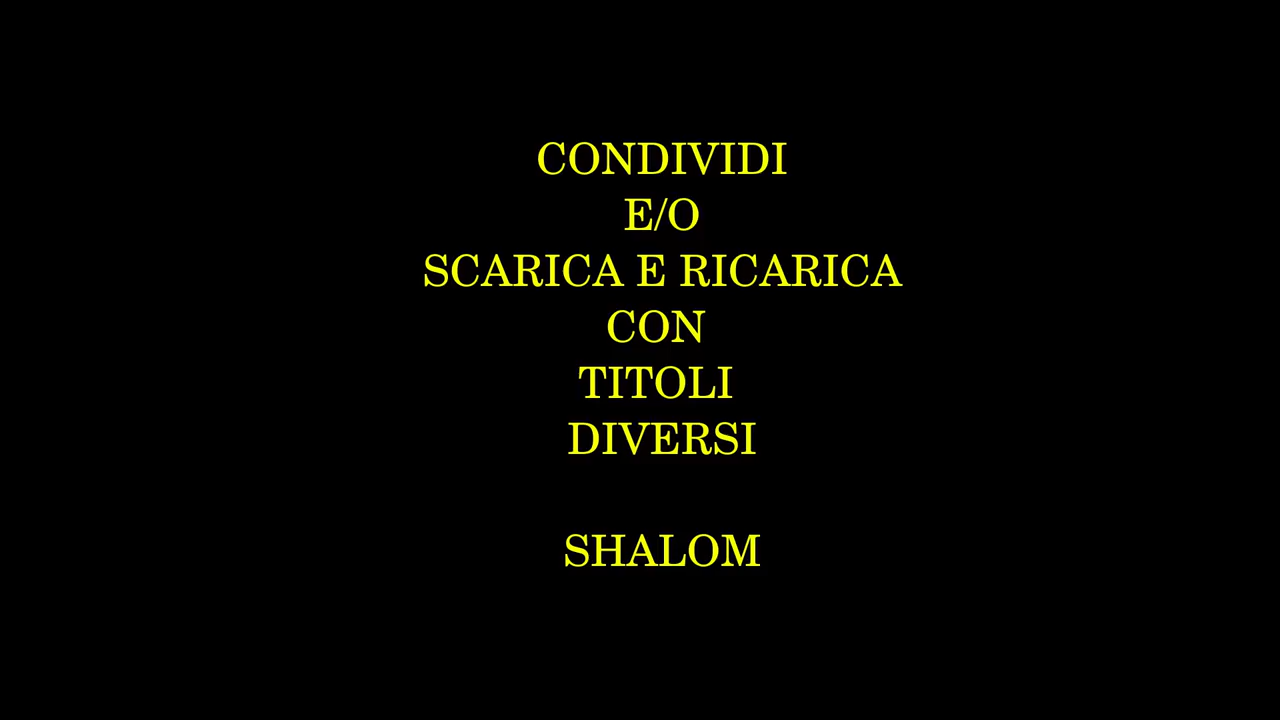 CONDIVIDI
E/O
SCARICA E RICARICA
CON
TITOLI
DIVERSI
SHALOM